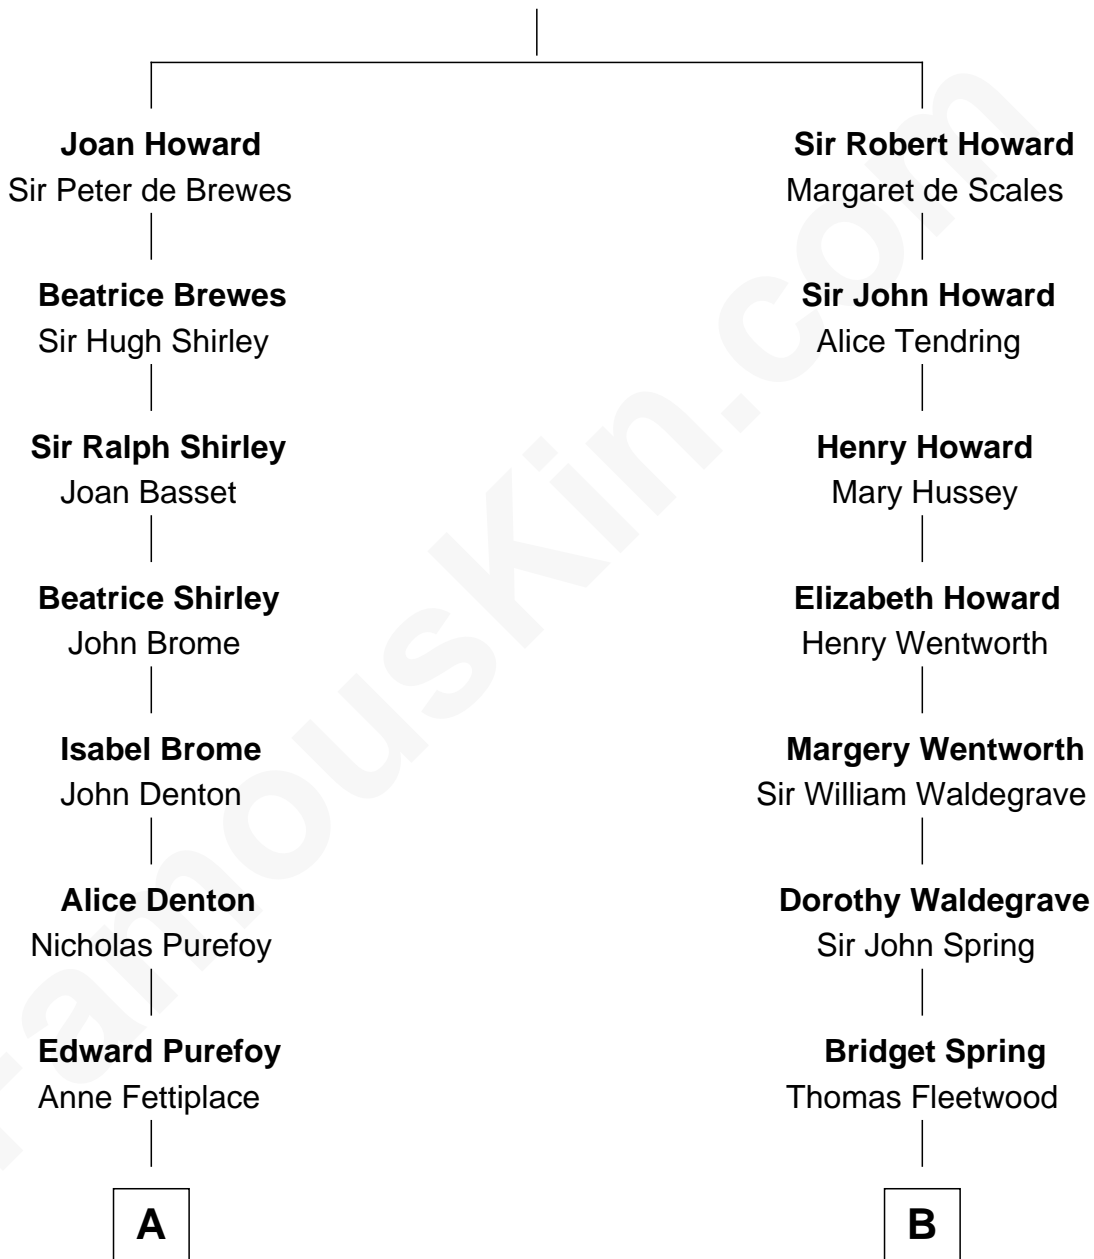 Joan Howard
Sir Peter de Brewes
Sir Robert Howard
Margaret de Scales
Beatrice Brewes
Sir Hugh Shirley
Sir John Howard
Alice Tendring
Sir Ralph Shirley
Joan Basset
Henry Howard
Mary Hussey
Beatrice Shirley
John Brome
Elizabeth Howard
Henry Wentworth
Isabel Brome
John Denton
Margery Wentworth
Sir William Waldegrave
Alice Denton
Nicholas Purefoy
Dorothy Waldegrave
Sir John Spring
Edward Purefoy
Anne Fettiplace
Bridget Spring
Thomas Fleetwood
A
B
FamousKin.com